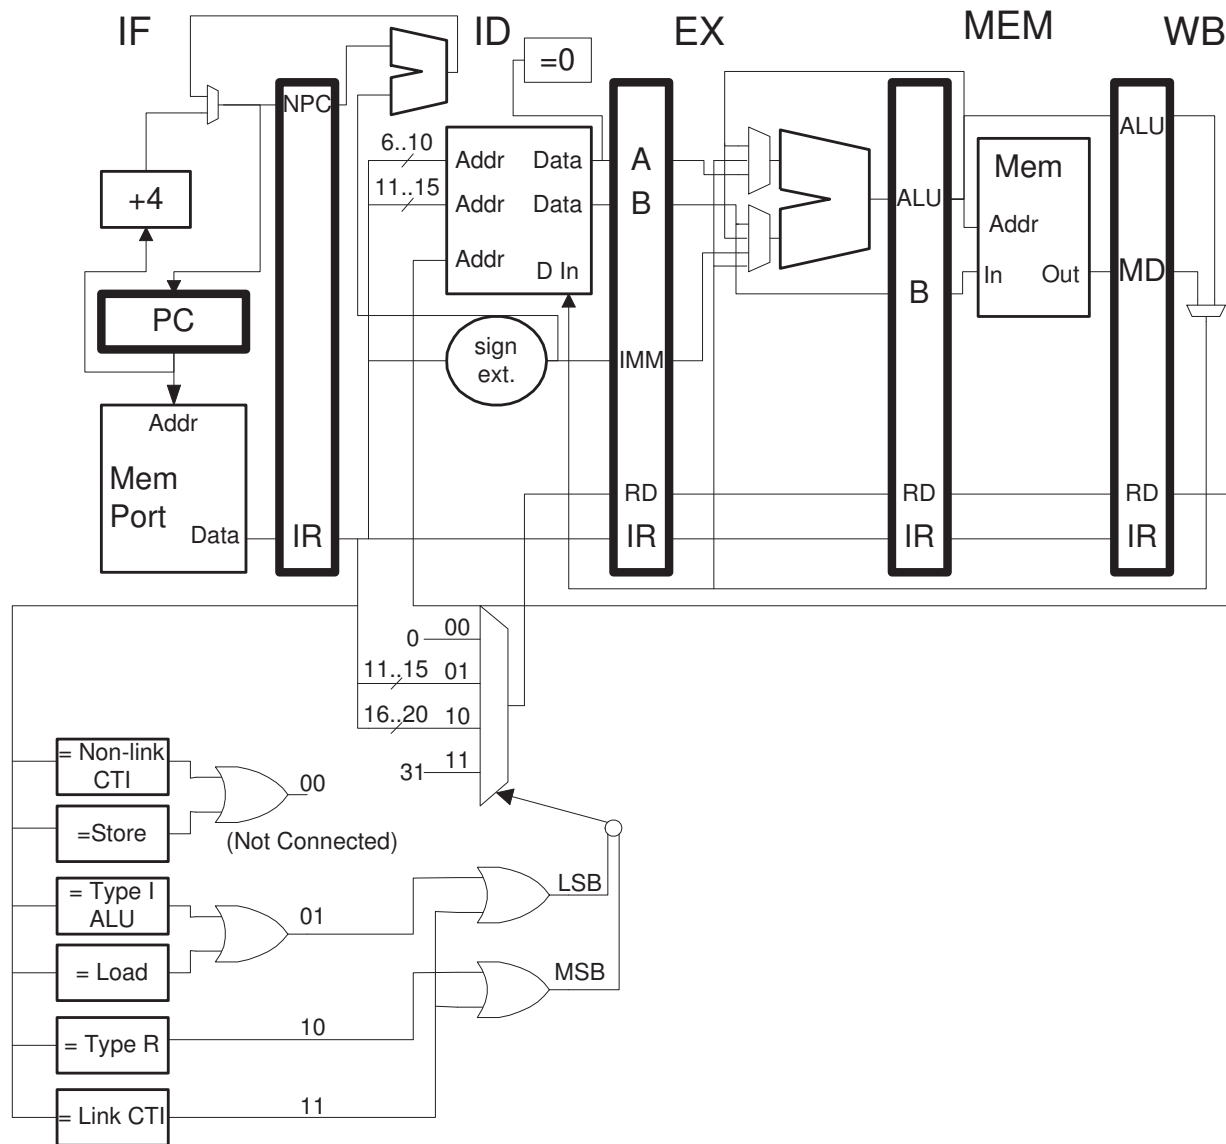 IF
ID
EX
MEM
WB
=0
NPC
+4
PC
Addr
Mem
Port
Data
IR
6..10
11..15
Addr
Data
Addr
Data
Addr
D In
sign
ext.
A
B
IMM
RD
IR
ALU
B
RD
IR
Mem
Addr
In
Out
ALU
MD
RD
IR
0
00
11..15
01
16..20
10
31
11
= Non-link
CTI
=Store
00
(Not Connected)
= Type I
ALU
= Load
01
LSB
MSB
= Type R
10
= Link CTI
11